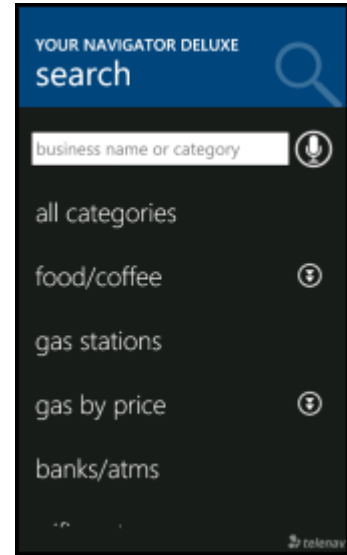 YOUR NAVIGATOR DELUXE
search
business name or category
all categories
food/coffee
gas stations
gas by price
banks/atms
telenav